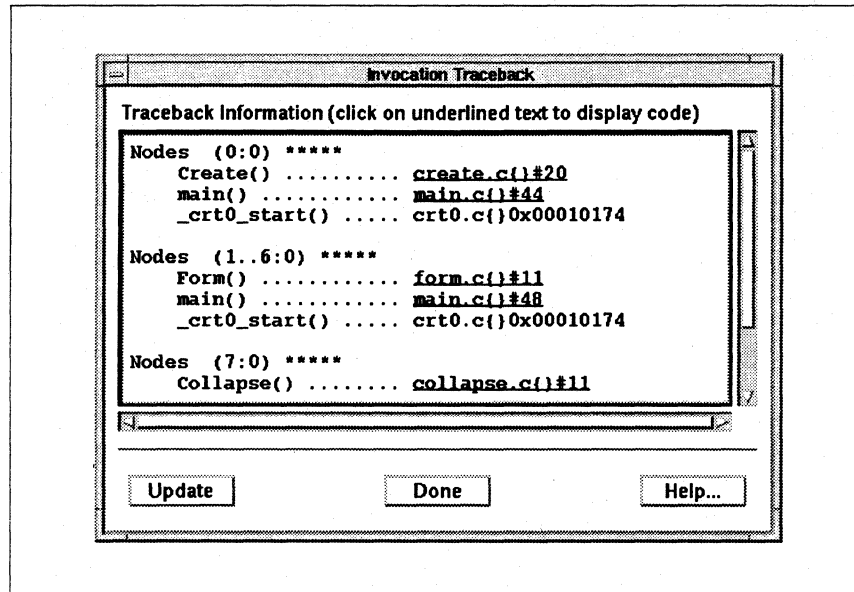 Invocation Traceback
Traceback Information (click on underlined text to display code)
Nodes (0:0) *****
Create() .......... create.c{}#20
main() ............ main.c{}#44
_crt0_start() ..... crt0.c{}0x00010174
Nodes (1..6:0) *****
Form() ............ form.c{}#11
main() ............ main.c{}#48
_crt0_start() ..... crt0.c{}0x00010174
Nodes (7:0) *****
Collapse() ........ collapse.c{}#11
Update Done Help...